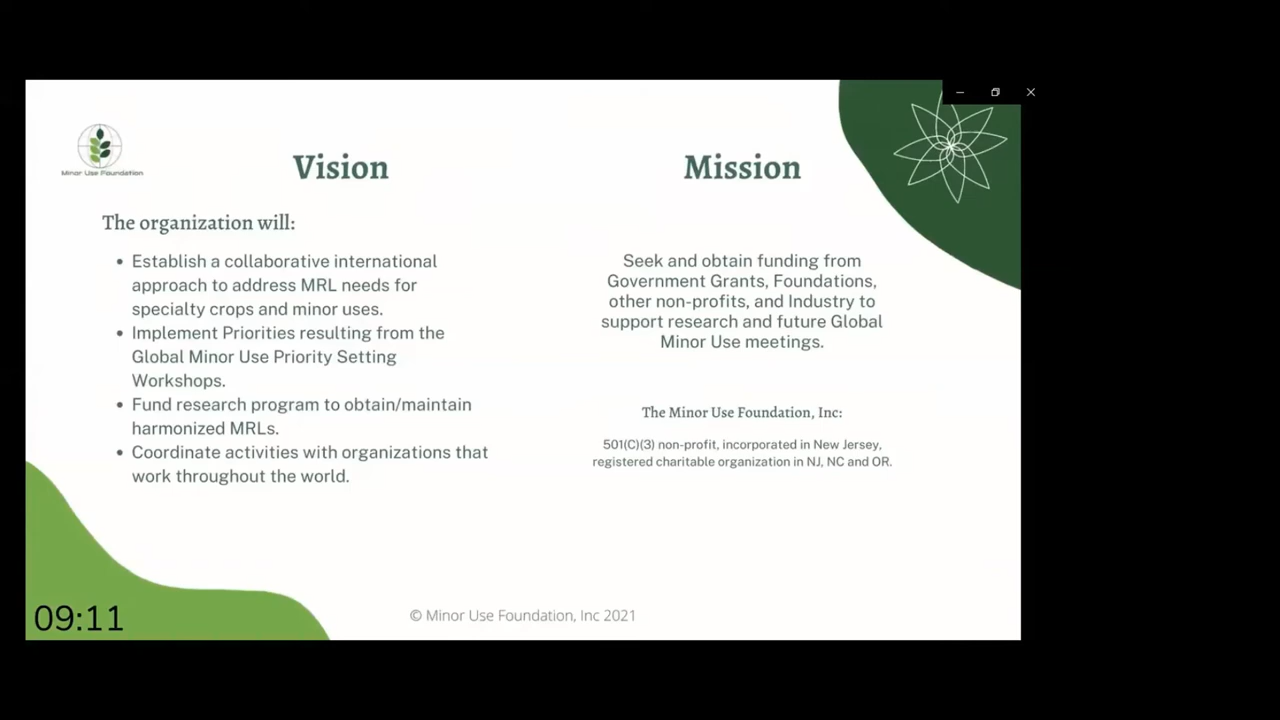 Minor Use Foundation
Vision
The organization will:
• Establish a collaborative international
approach to address MRL needs for
specialty crops and minor uses.
• Implement Priorities resulting from the
Global Minor Use Priority Setting
Workshops.
• Fund research program to obtain/maintain
harmonized MRLs.
• Coordinate activities with organizations that
work throughout the world.
Mission
Seek and obtain funding from
Government Grants, Foundations,
other non-profits, and Industry to
support research and future Global
Minor Use meetings.
The Minor Use Foundation, Inc:
501(C)(3) non-profit, incorporated in New Jersey,
registered charitable organization in NJ, NC and OR.
09:11
© Minor Use Foundation, Inc 2021